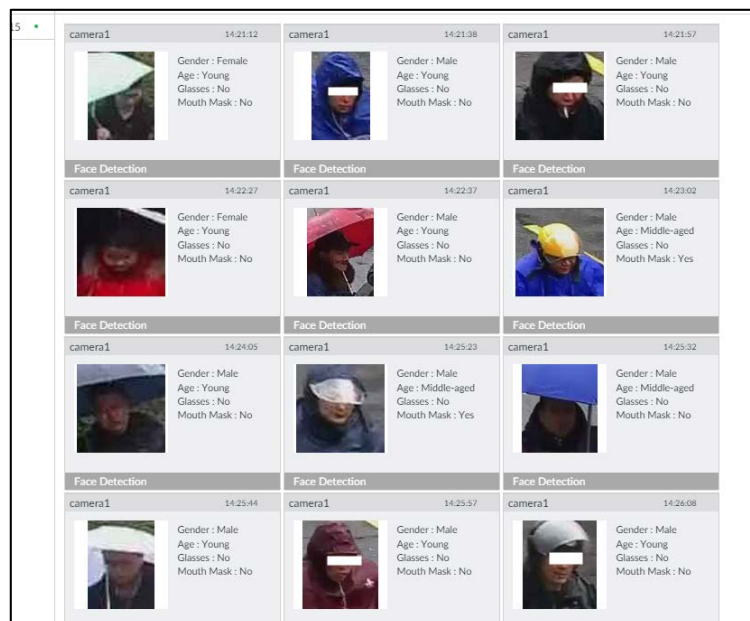 camera1 14:21:12
Gender : Female
Age : Young
Glasses : No
Mouth Mask : No
Face Detection
camera1 14:21:38
Gender : Male
Age : Young
Glasses : No
Mouth Mask : No
camera1 14:21:57
Gender : Male
Age : Young
Glasses : No
Mouth Mask : No
camera1 14:22:27
Gender : Female
Age : Young
Glasses : No
Mouth Mask : No
Face Detection
camera1 14:22:37
Gender : Male
Age : Young
Glasses : No
Mouth Mask : No
Face Detection
camera1 14:23:02
Gender : Male
Age : Middle-aged
Glasses : No
Mouth Mask : Yes
Face Detection
camera1 14:24:05
Gender : Male
Age : Young
Glasses : No
Mouth Mask : No
Face Detection
camera1 14:25:23
Gender : Male
Age : Middle-aged
Glasses : No
Mouth Mask : Yes
Face Detection
camera1 14:25:32
Gender : Male
Age : Middle-aged
Glasses : No
Mouth Mask : No
Face Detection
camera1 14:25:44
Gender : Male
Age : Young
Glasses : No
Mouth Mask : No
camera1 14:25:57
Gender : Male
Age : Young
Glasses : No
Mouth Mask : No
camera1 14:26:08
Gender : Male
Age : Young
Glasses : No
Mouth Mask : No